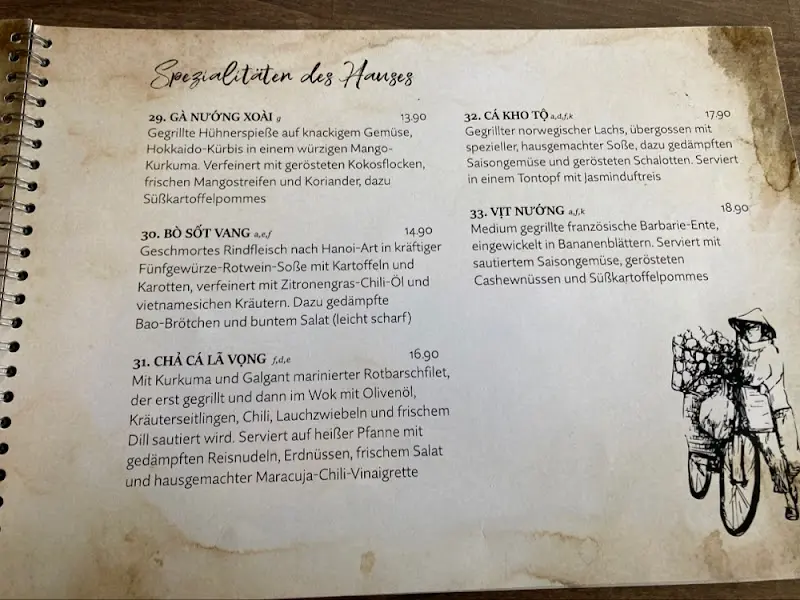 Spezialitäten des Hauses
29. GÀ NƯỚNG XOÀI g 13.90
Gegrillte Hühnerspieße auf knackigem Gemüse,
Hokkaido-Kürbis in einem würzigen Mango-
Kurkuma. Verfeinert mit gerösteten Kokosflocken,
frischen Mangostreifen und Koriander, dazu
Süßkartoffelpommes
30. BÒ SỐT VANG a,e,f 14.90
Geschmortes Rindfleisch nach Hanoi-Art in kräftiger
Fünfgewürze-Rotwein-Soße mit Kartoffeln und
Karotten, verfeinert mit Zitronengras-Chili-Öl und
vietnamesichen Kräutern. Dazu gedämpfte
Bao-Brötchen und buntem Salat (leicht scharf)
31. CHẢ CÁ LÃ VỌNG f,d,e 16.90
Mit Kurkuma und Galgant marinierter Rotbarschfilet,
der erst gegrillt und dann im Wok mit Olivenöl,
Kräuterseitlingen, Chili, Lauchzwiebeln und frischem
Dill sautiert wird. Serviert auf heißer Pfanne mit
gedämpften Reisnudeln, Erdnüssen, frischem Salat
und hausgemachter Maracuja-Chili-Vinaigrette
32. CÁ KHO TỘ a,d,f,k 17.90
Gegrillter norwegischer Lachs, übergossen mit
spezieller, hausgemachter Soße, dazu gedämpften
Saisongemüse und gerösteten Schalotten. Serviert
in einem Tontopf mit Jasminduftreis
33. VỊT NƯỚNG a,f,k 18.90
Medium gegrillte französische Barbarie-Ente,
eingewickelt in Bananenblättern. Serviert mit
sautiertem Saisongemüse, gerösteten
Cashewnüssen und Süßkartoffelpommes